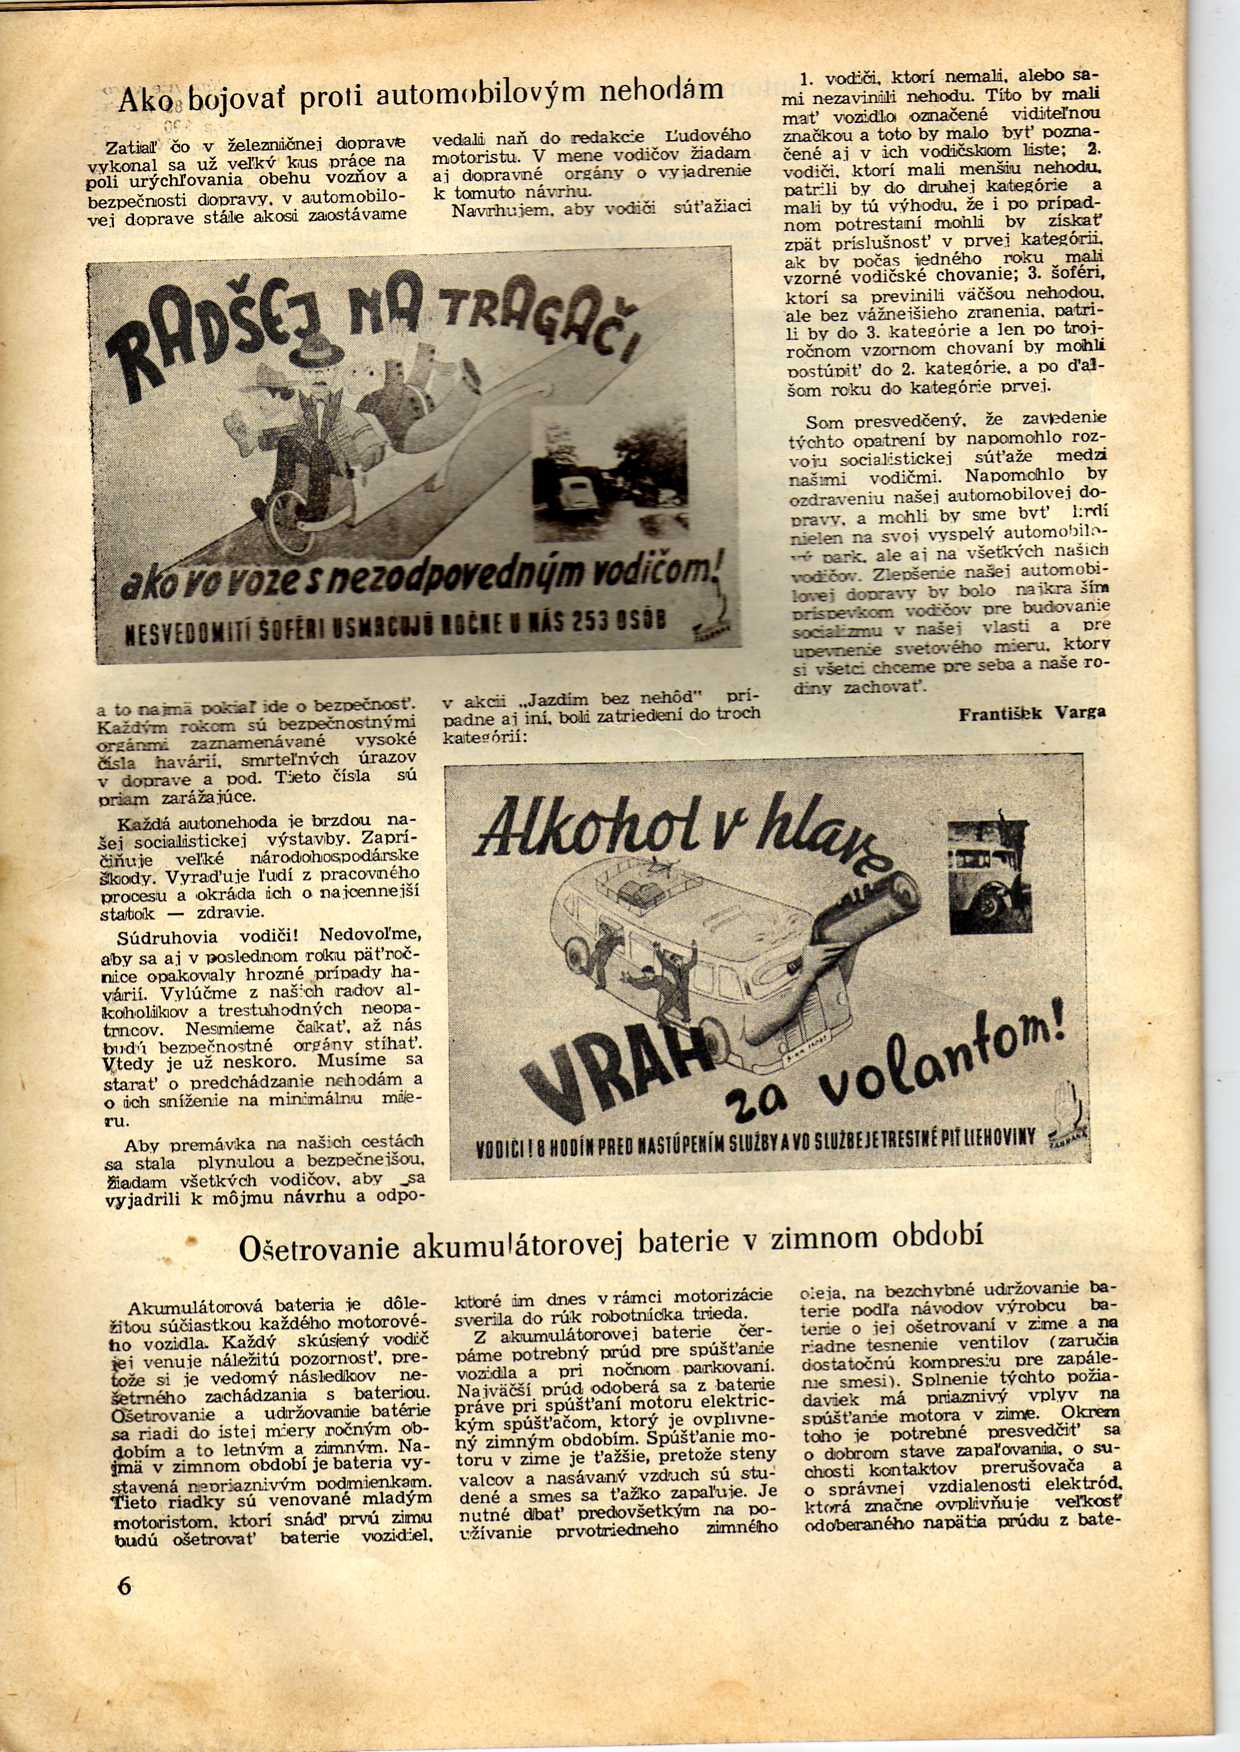 Ako bojovať proti automobilovým nehodám
Zatiaľ čo v železničnej doprave
vykonal sa už veľký kus práce na
poli urýchľovania obehu vozňov a
bezpečnosti dopravy, v automobilo-
vej doprave stále akosi zaostávame
vedali naň do redakcie Ľudového
motoristu. V mene vodičov žiadam
aj dopravné orgány o vyjadrenie
k tomuto návrhu.
Navrhujem, aby vodiči súťažiaci
RADŠEJ NA TRAGAČI
ako vo voze s nezodpovedným vodičom!
NESVEDOMITÍ ŠOFÉRI USMRCUJÚ ROČNE U NÁS 253 OSÔB
a to najmä pokiaľ ide o bezpečnosť.
Každým rokom sú bezpečnostnými
orgánmi zaznamenávané vysoké
čísla havárií, smrteľných úrazov
v doprave a pod. Tieto čísla sú
priam zarážajúce.
Každá autonehoda je brzdou na-
šej socialistickej výstavby. Zaprí-
čiňuje veľké národohospodárske
škody. Vyraďuje ľudí z pracovného
procesu a okráda ich o najcennejší
statok — zdravie.
Súdruhovia vodiči! Nedovoľme,
aby sa aj v poslednom roku päťroč-
nice opakovaly hrozné prípady ha-
várií. Vylúčme z našich radov al-
koholikov a trestuhodných neopa-
trncov. Nesmieme čakať, až nás
budú bezpečnostné orgány stíhať.
Vtedy je už neskoro. Musíme sa
starať o predchádzanie nehodám a
o ich sníženie na minimálnu mie-
ru.
Aby premávka na našich cestách
sa stala plynulou a bezpečnejšou,
žiadam všetkých vodičov, aby sa
vyjadrili k môjmu návrhu a odpo-
v akcii „Jazdím bez nehôd" prí-
padne aj iní, boli zatriedení do troch
kategórií:
1. vodiči, ktorí nemali, alebo sa-
mi nezavinili nehodu. Títo by mali
mať vozidlo označené viditeľnou
značkou a toto by malo byť pozna-
čené aj v ich vodičskom liste; 2.
vodiči, ktorí mali menšiu nehodu,
patrili by do druhej kategórie a
mali by tú výhodu, že i po prípad-
nom potrestaní mohli by získať
zpät príslušnosť v prvej kategórii,
ak by počas jedného roku mali
vzorné vodičské chovanie; 3. šoféri,
ktorí sa previnili väčšou nehodou,
ale bez vážnejšieho zranenia, patri-
li by do 3. kategórie a len po troj-
ročnom vzornom chovaní by mohli
postúpiť do 2. kategórie, a po ďal-
šom roku do kategórie prvej.
Som presvedčený, že zavedenie
týchto opatrení by napomohlo roz-
voju socialistickej súťaže medzi
našimi vodičmi. Napomohlo by
ozdraveniu našej automobilovej do-
pravy, a mohli by sme byť hrdí
nielen na svoj vyspelý automobilo-
vý park, ale aj na všetkých našich
vodičov. Zlepšenie našej automobi-
lovej dopravy by bolo najkrajším
príspevkom vodičov pre budovanie
socializmu v našej vlasti a pre
upevnenie svetového mieru, ktorý
si všetci chceme pre seba a naše ro-
diny zachovať.
František Varga
Alkohol v hlave
VRAH
za volantom!
VODIČI! 8 HODÍN PRED NASTÚPENÍM SLUŽBY A VO SLUŽBE JE TRESTNÉ PIŤ LIEHOVINY
Ošetrovanie akumulátorovej baterie v zimnom období
Akumulátorová bateria je dôle-
žitou súčiastkou každého motorové-
ho vozidla. Každý skúsený vodič
jej venuje náležitú pozornosť, pre-
tože si je vedomý následkov ne-
šetrného zachádzania s bateriou.
Ošetrovanie a udržovanie batérie
sa riadi do istej miery ročným ob-
dobím a to letným a zimným. Na-
jmä v zimnom období je bateria vy-
stavená nepriaznivým podmienkam.
Tieto riadky sú venované mladým
motoristom, ktorí snáď prvú zimu
budú ošetrovať baterie vozidiel,
ktoré im dnes v rámci motorizácie
sverila do rúk robotnícka trieda.
Z akumulátorovej baterie čer-
páme potrebný prúd pre spúšťanie
vozidla a pri nočnom parkovaní.
Najväčší prúd odoberá sa z baterie
práve pri spúšťaní motoru elektric-
kým spúšťačom, ktorý je ovplivne-
ný zimným obdobím. Spúšťanie mo-
toru v zime je ťažšie, pretože steny
valcov a nasávaný vzduch sú stu-
dené a smes sa ťažko zapaľuje. Je
nutné dbať predovšetkým na po-
užívanie prvotriedneho zimného
oleja, na bezchybné udržovanie ba-
terie podľa návodov výrobcu ba-
terie o jej ošetrovaní v zime a na
riadne tesnenie ventilov (zaručia
dostatočnú kompresiu pre zapále-
nie smesi). Splnenie týchto požia-
daviek má priaznivý vplyv na
spúšťanie motora v zime. Okrem
toho je potrebné presvedčiť sa
o dobrom stave zapaľovania, o su-
chosti kontaktov prerušovača a
o správnej vzdialenosti elektród,
ktorá značne ovplivňuje veľkosť
odoberaného napätia prúdu z bate-
6